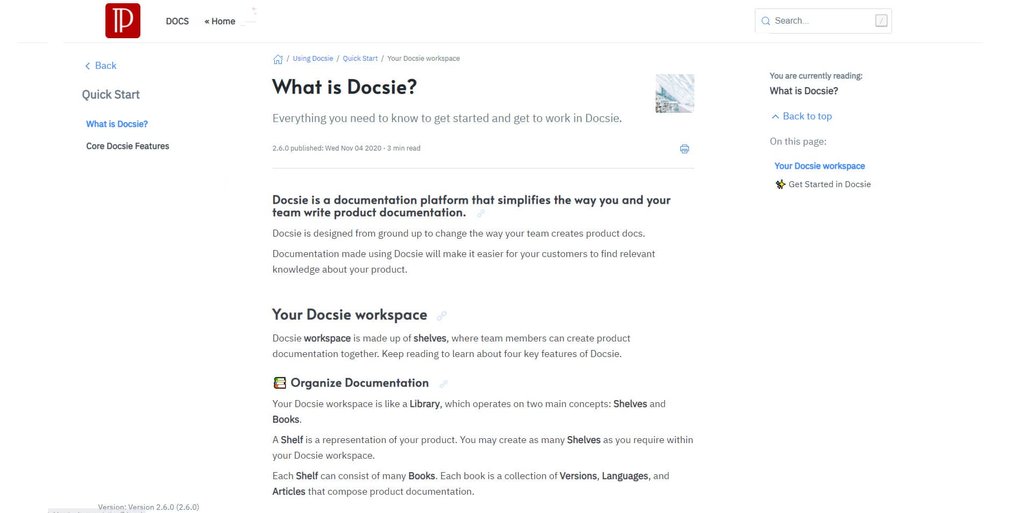 DOCS
« Home
Search...
/
Back
Quick Start
What is Docsie?
Core Docsie Features
/ Using Docsie / Quick Start / Your Docsie workspace
What is Docsie?
Everything you need to know to get started and get to work in Docsie.
2.6.0 published: Wed Nov 04 2020 - 3 min read
Docsie is a documentation platform that simplifies the way you and your
team write product documentation.
Docsie is designed from ground up to change the way your team creates product docs.
Documentation made using Docsie will make it easier for your customers to find relevant
knowledge about your product.
Your Docsie workspace
Docsie workspace is made up of shelves, where team members can create product
documentation together. Keep reading to learn about four key features of Docsie.
Organize Documentation
Your Docsie workspace is like a Library, which operates on two main concepts: Shelves and
Books.
A Shelf is a representation of your product. You may create as many Shelves as you require within
your Docsie workspace.
Each Shelf can consist of many Books. Each book is a collection of Versions, Languages, and
Articles that compose product documentation.
You are currently reading:
What is Docsie?
Back to top
On this page:
Your Docsie workspace
Get Started in Docsie
Version: Version 2.6.0 (2.6.0)